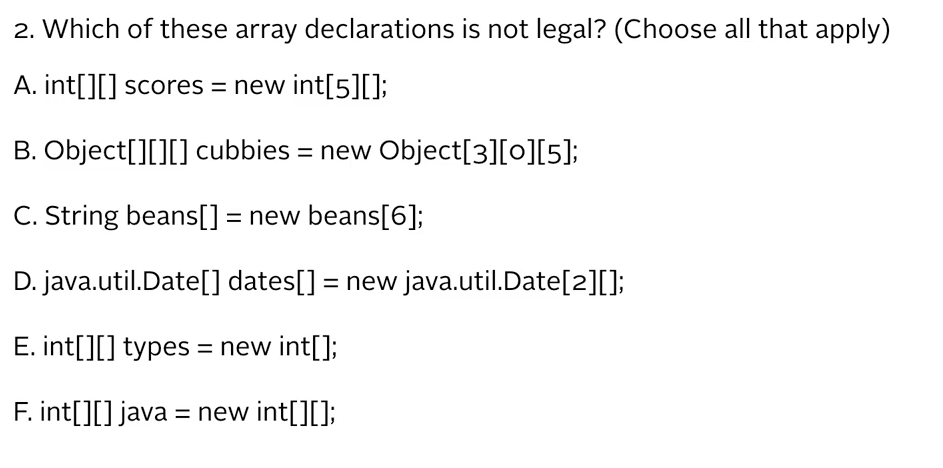 2. Which of these array declarations is not legal? (Choose all that apply)
A. int[][] scores = new int[5][];
B. Object[][][] cubbies = new Object[3][0][5];
C. String beans[] = new beans[6];
D. java.util.Date[] dates[] = new java.util.Date[2][];
E. int[][] types = new int[];
F. int[][] java = new int[][];